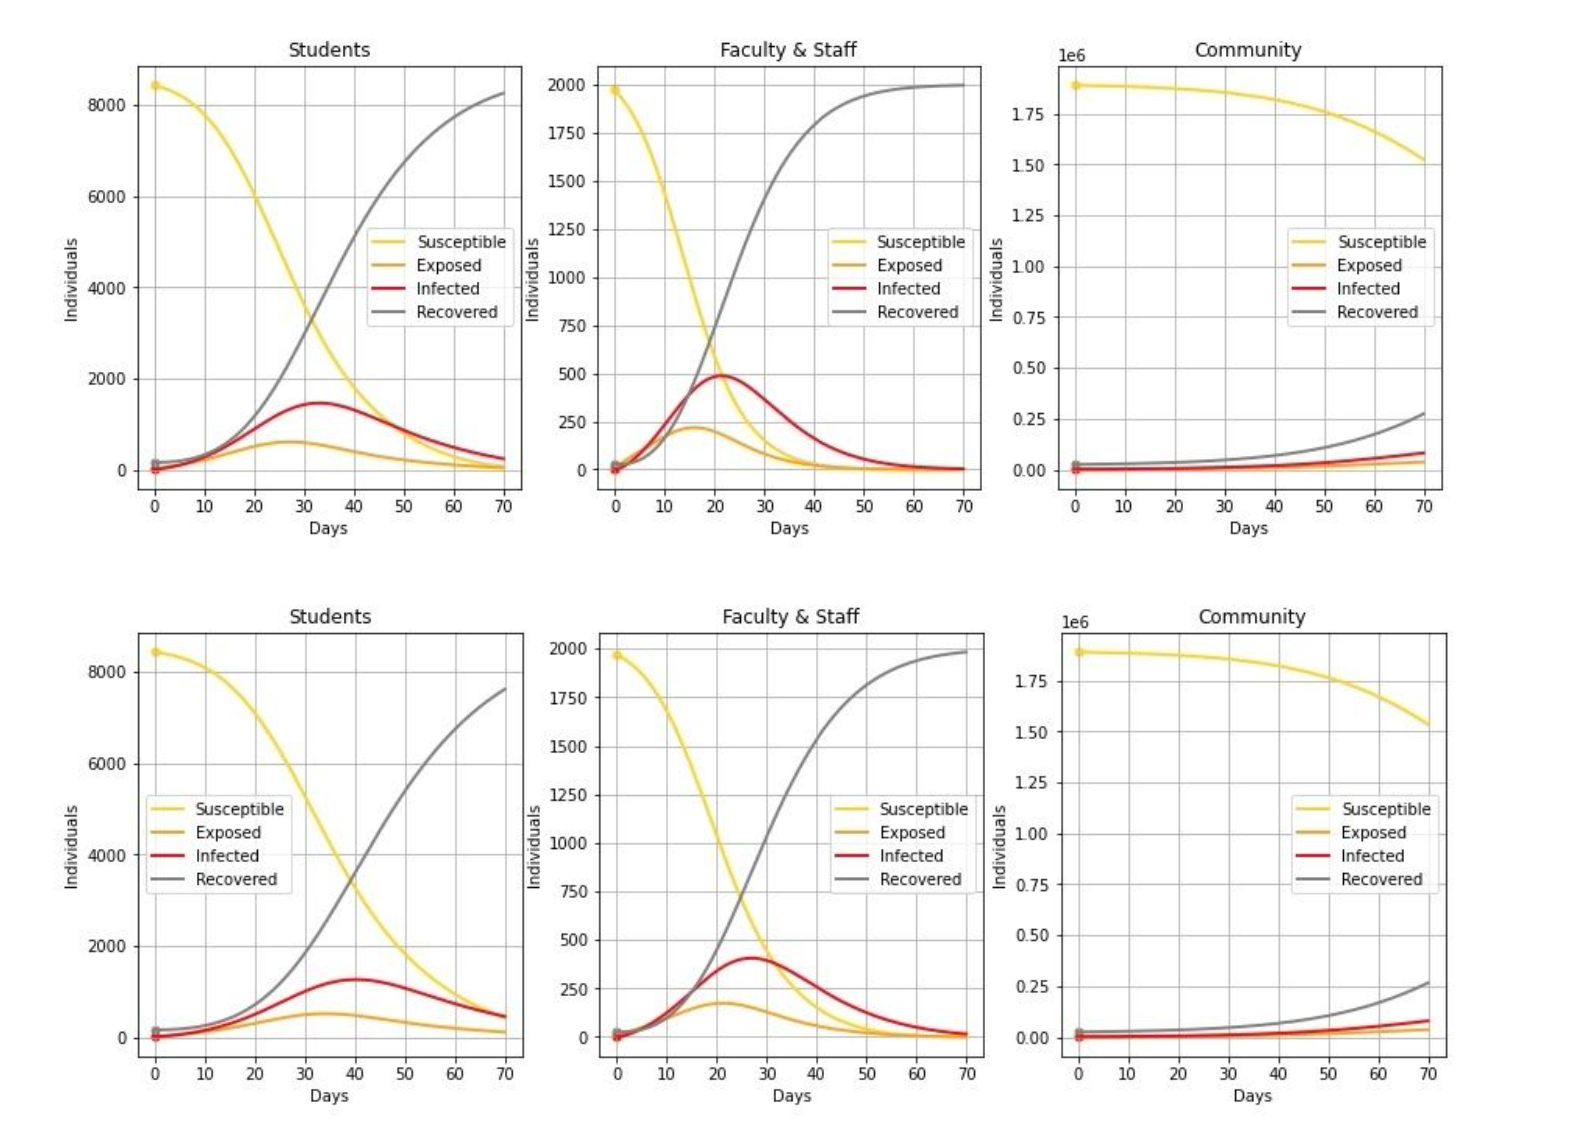 Students
Individuals
8000
6000
4000
2000
0
Susceptible
Exposed
Infected
Recovered
0 10 20 30 40 50 60 70
Days
Faculty & Staff
Individuals
2000
1750
1500
1250
1000
750
500
250
0
Susceptible
Exposed
Infected
Recovered
0 10 20 30 40 50 60 70
Days
Community
1e6
Individuals
1.75
1.50
1.25
1.00
0.75
0.50
0.25
0.00
Susceptible
Exposed
Infected
Recovered
0 10 20 30 40 50 60 70
Days
Students
Individuals
8000
6000
4000
2000
0
Susceptible
Exposed
Infected
Recovered
0 10 20 30 40 50 60 70
Days
Faculty & Staff
Individuals
2000
1750
1500
1250
1000
750
500
250
0
Susceptible
Exposed
Infected
Recovered
0 10 20 30 40 50 60 70
Days
Community
1e6
Individuals
1.75
1.50
1.25
1.00
0.75
0.50
0.25
0.00
Susceptible
Exposed
Infected
Recovered
0 10 20 30 40 50 60 70
Days